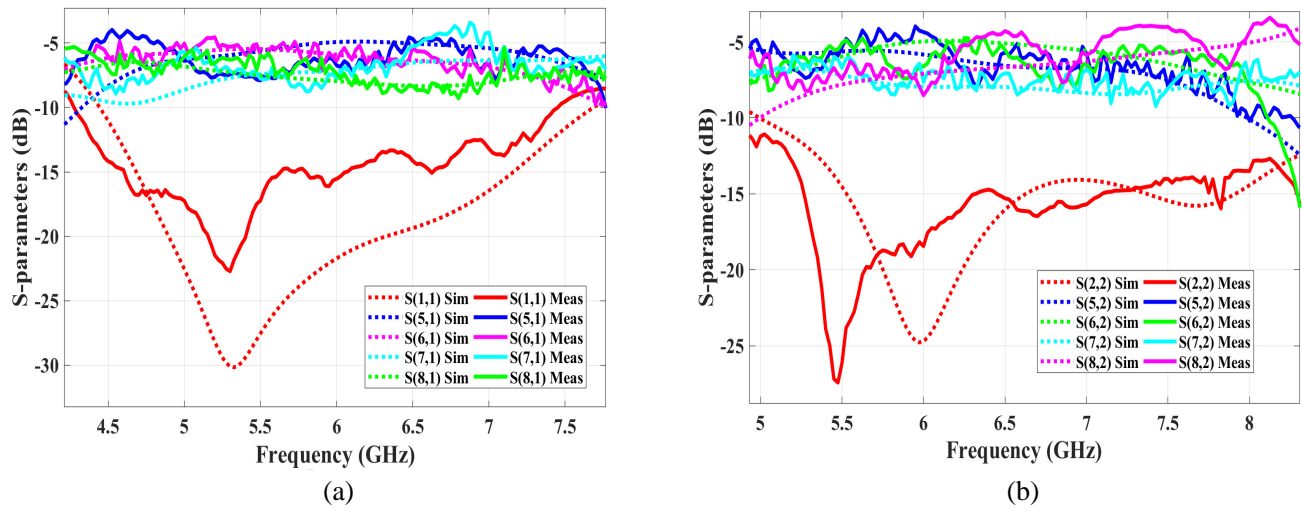 S-parameters (dB)
-5
-10
-15
-20
-25
-30
4.5 5 5.5 6 6.5 7 7.5
Frequency (GHz)
S(1,1) Sim S(1,1) Meas
S(5,1) Sim S(5,1) Meas
S(6,1) Sim S(6,1) Meas
S(7,1) Sim S(7,1) Meas
S(8,1) Sim S(8,1) Meas
(a)
S-parameters (dB)
-5
-10
-15
-20
-25
5 5.5 6 6.5 7 7.5 8
Frequency (GHz)
S(2,2) Sim S(2,2) Meas
S(5,2) Sim S(5,2) Meas
S(6,2) Sim S(6,2) Meas
S(7,2) Sim S(7,2) Meas
S(8,2) Sim S(8,2) Meas
(b)